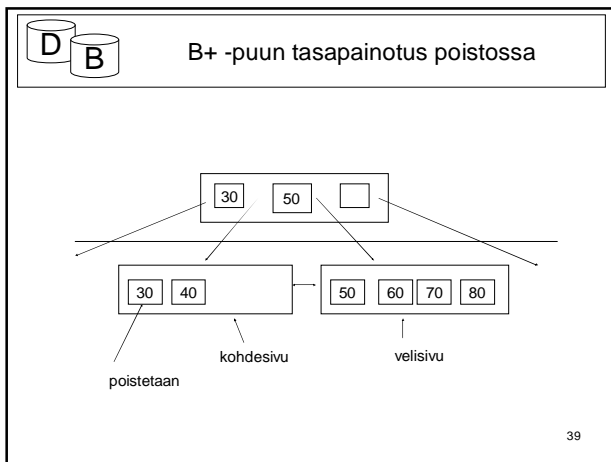 D B
B+ -puun tasapainotus poistossa
30 50
30 40 50 60 70 80
kohdesivu velisivu
poistetaan
39